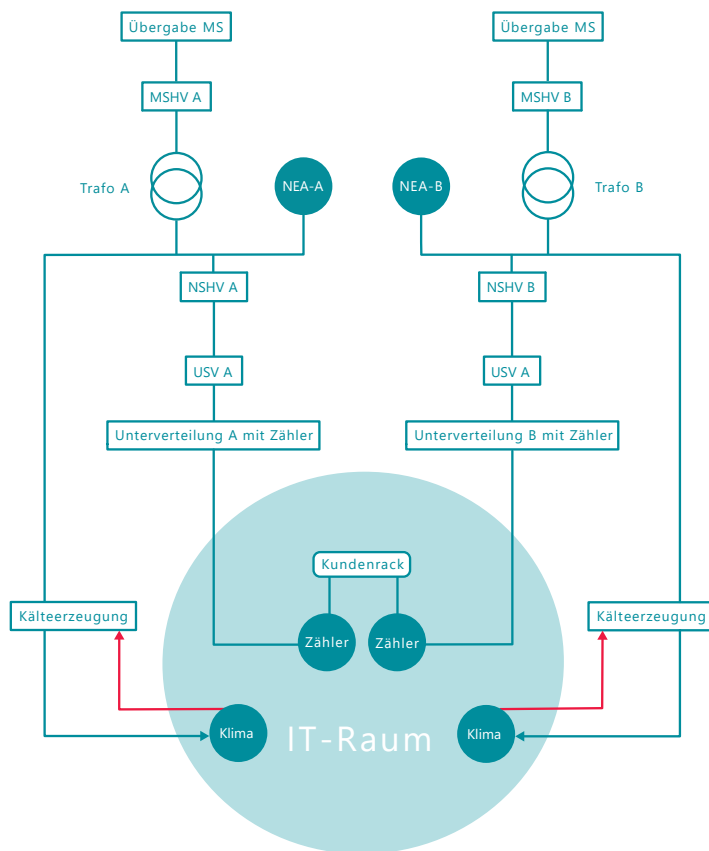 Übergabe MS
Übergabe MS
MSHV A
MSHV B
Trafo A
NEA-A
NEA-B
Trafo B
NSHV A
NSHV B
USV A
USV A
Unterverteilung A mit Zähler
Unterverteilung B mit Zähler
Kundenrack
Kälteerzeugung
Zähler
Zähler
Kälteerzeugung
Klima
IT-Raum
Klima